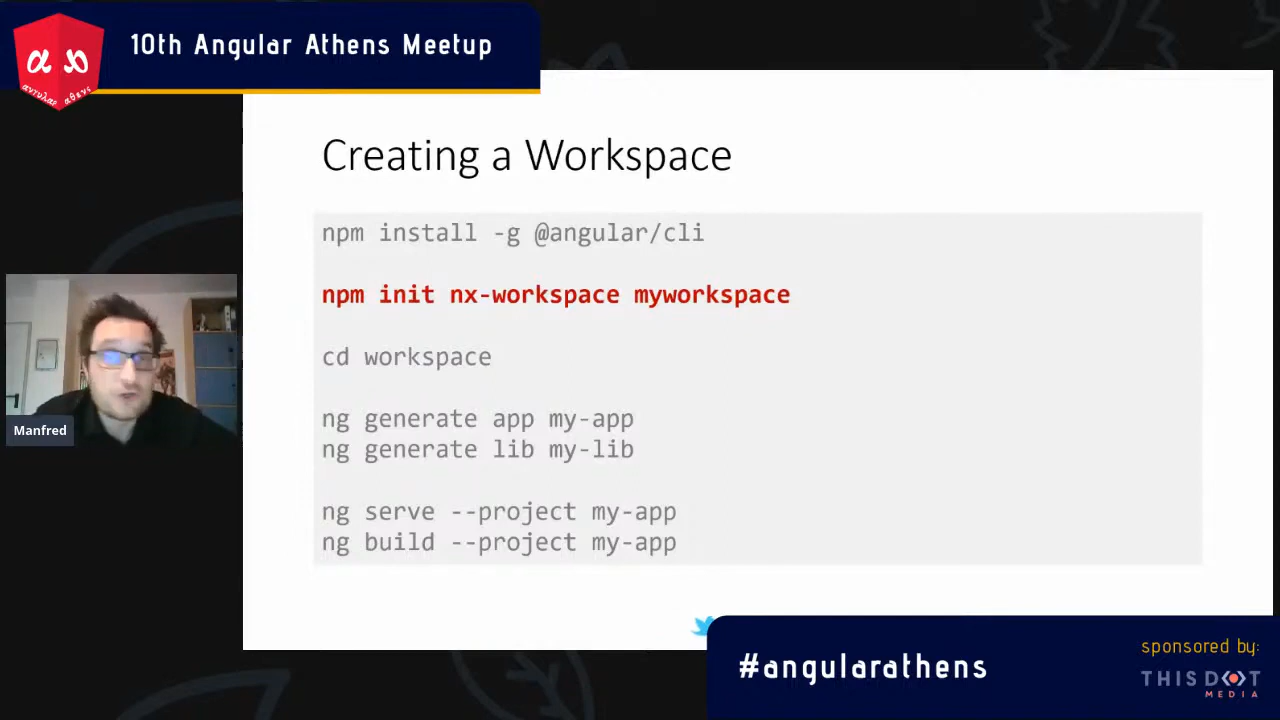 10th Angular Athens Meetup
αντυλαρ αθενς
Creating a Workspace
npm install -g @angular/cli
npm init nx-workspace myworkspace
cd workspace
ng generate app my-app
ng generate lib my-lib
ng serve --project my-app
ng build --project my-app
Manfred
#angularathens
sponsored by:
THIS DOT
MEDIA